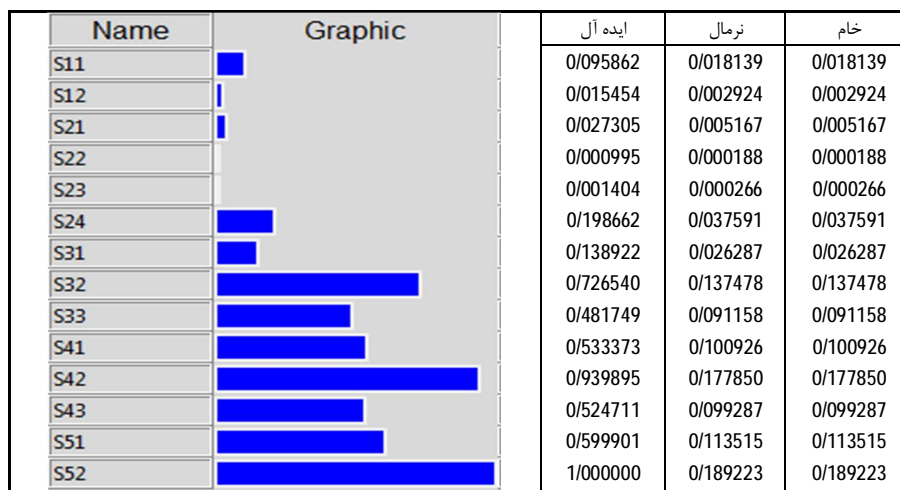 Name Graphic ایده آل نرمال خام
S11 0/095862 0/018139 0/018139
S12 0/015454 0/002924 0/002924
S21 0/027305 0/005167 0/005167
S22 0/000995 0/000188 0/000188
S23 0/001404 0/000266 0/000266
S24 0/198662 0/037591 0/037591
S31 0/138922 0/026287 0/026287
S32 0/726540 0/137478 0/137478
S33 0/481749 0/091158 0/091158
S41 0/533373 0/100926 0/100926
S42 0/939895 0/177850 0/177850
S43 0/524711 0/099287 0/099287
S51 0/599901 0/113515 0/113515
S52 1/000000 0/189223 0/189223